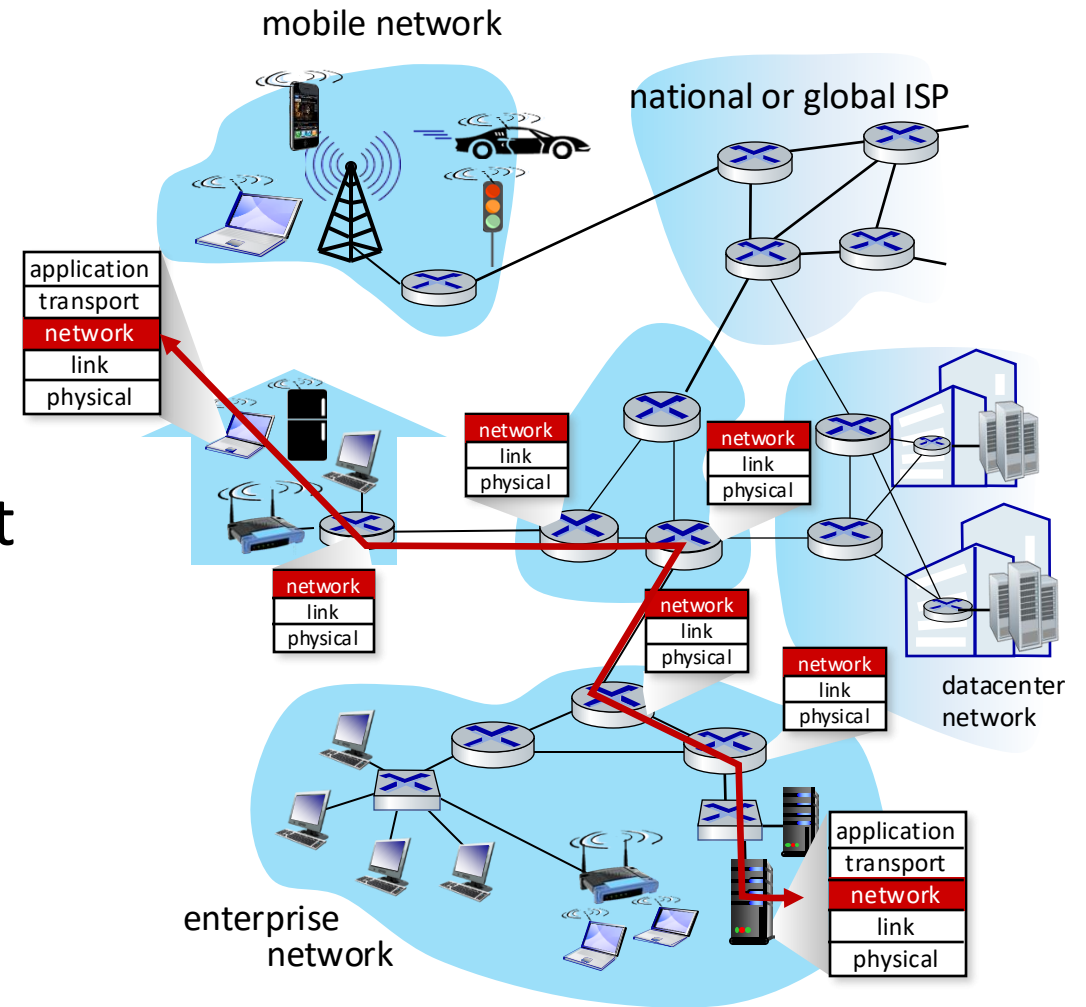 mobile network
national or global ISP
application
transport
network
link
physical
network
link
physical
network
link
physical
t
network
link
physical
network
link
physical
network
link
physical
datacenter
network
application
transport
network
link
physical
enterprise
network